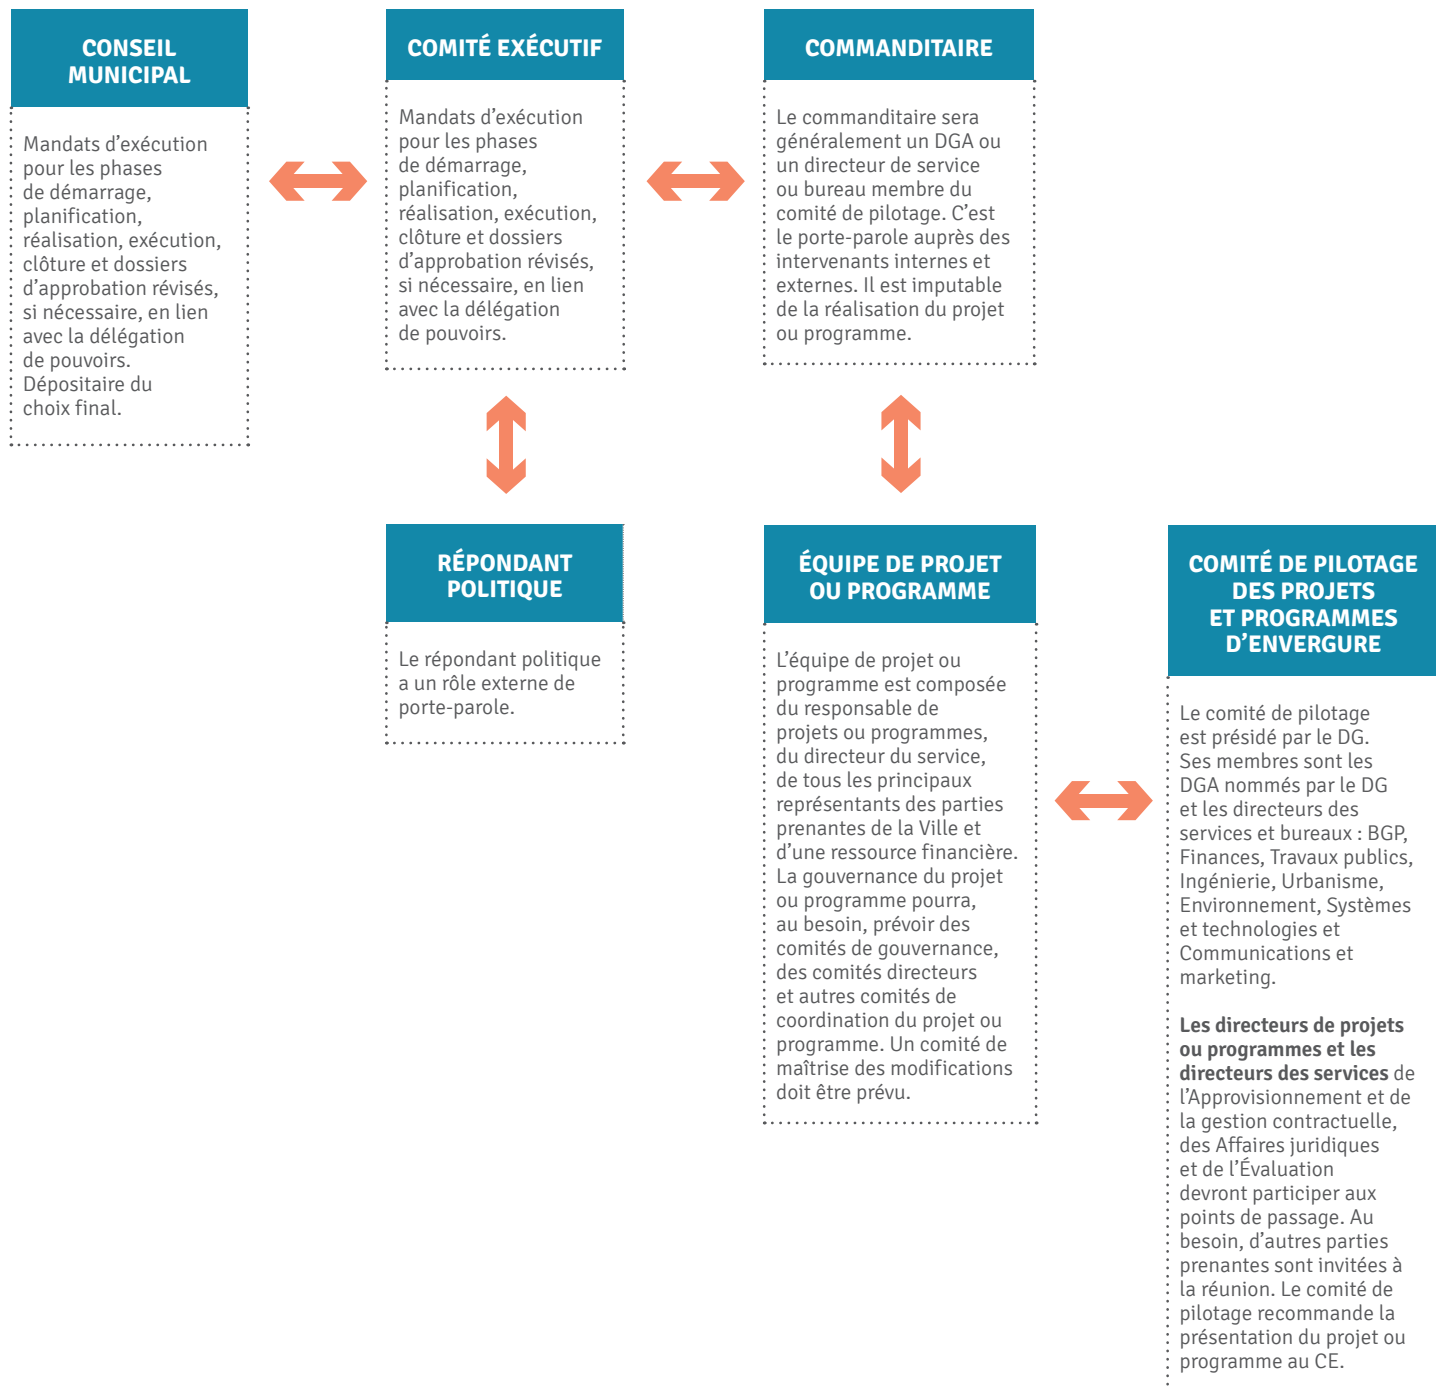 CONSEIL
MUNICIPAL
Mandats d’exécution
pour les phases
de démarrage,
planification,
réalisation, exécution,
clôture et dossiers
d’approbation révisés,
si nécessaire, en lien
avec la délégation
de pouvoirs.
Dépositaire du
choix final.
COMITÉ EXÉCUTIF
Mandats d’exécution
pour les phases
de démarrage,
planification,
réalisation, exécution,
clôture et dossiers
d’approbation révisés,
si nécessaire, en lien
avec la délégation
de pouvoirs.
COMMANDITAIRE
Le commanditaire sera
généralement un DGA ou
un directeur de service
ou bureau membre du
comité de pilotage. C’est
le porte-parole auprès des
intervenants internes et
externes. Il est imputable
de la réalisation du projet
ou programme.
RÉPONDANT
POLITIQUE
Le répondant politique
a un rôle externe de
porte-parole.
ÉQUIPE DE PROJET
OU PROGRAMME
L’équipe de projet ou
programme est composée
du responsable de
projets ou programmes,
du directeur du service,
de tous les principaux
représentants des parties
prenantes de la Ville et
d’une ressource financière.
La gouvernance du projet
ou programme pourra,
au besoin, prévoir des
comités de gouvernance,
des comités directeurs
et autres comités de
coordination du projet ou
programme. Un comité de
maîtrise des modifications
doit être prévu.
COMITÉ DE PILOTAGE
DES PROJETS
ET PROGRAMMES
D’ENVERGURE
Le comité de pilotage
est présidé par le DG.
Ses membres sont les
DGA nommés par le DG
et les directeurs des
services et bureaux : BGP,
Finances, Travaux publics,
Ingénierie, Urbanisme,
Environnement, Systèmes
et technologies et
Communications et
marketing.
Les directeurs de projets
ou programmes et les
directeurs des services de
l’Approvisionnement et de
la gestion contractuelle,
des Affaires juridiques
et de l’Évaluation
devront participer aux
points de passage. Au
besoin, d’autres parties
prenantes sont invitées à
la réunion. Le comité de
pilotage recommande la
présentation du projet ou
programme au CE.